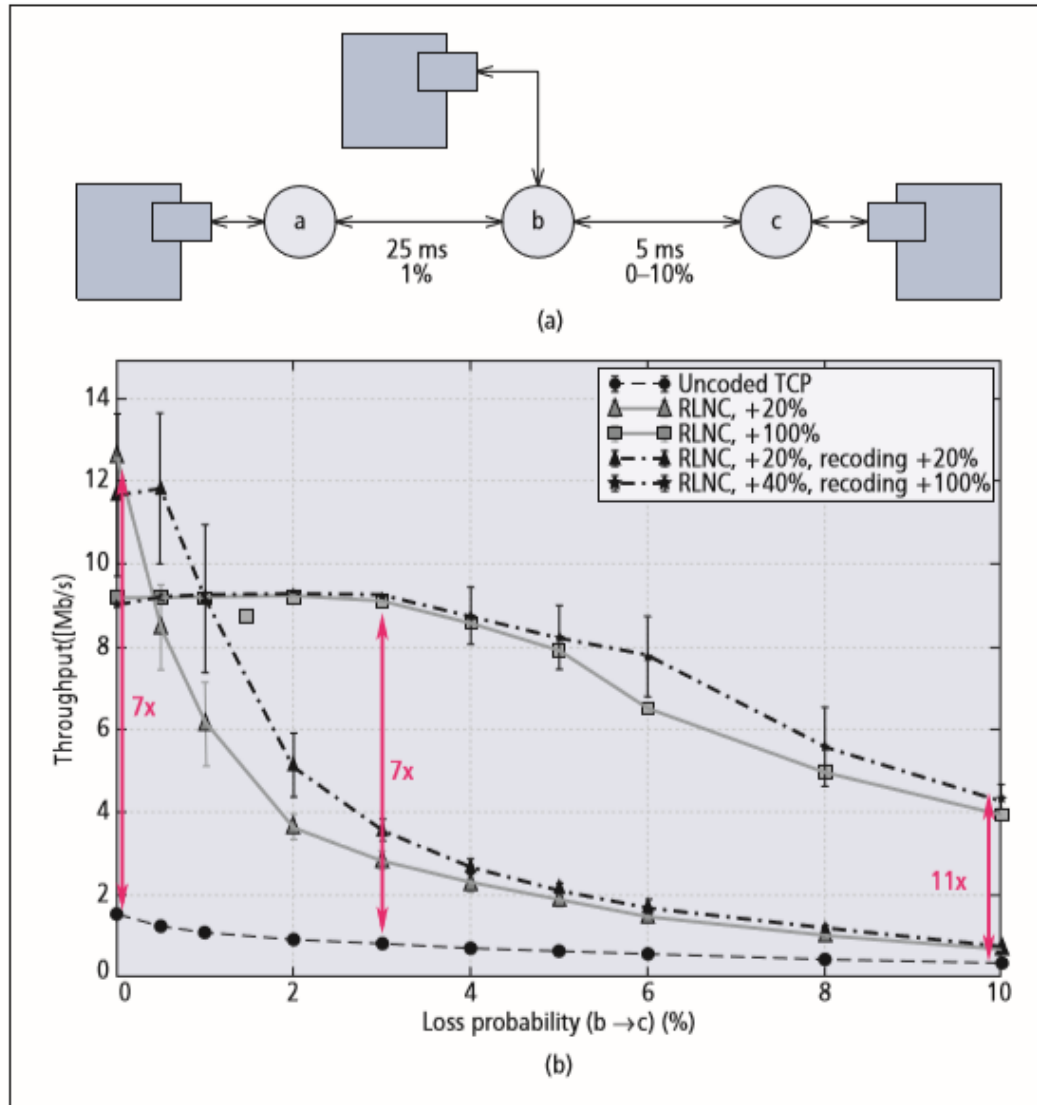 a
b
c
25 ms
1%
5 ms
0–10%
(a)
Throughput([Mb/s)
14
12
10
8
6
4
2
0
Uncoded TCP
RLNC, +20%
RLNC, +100%
RLNC, +20%, recoding +20%
RLNC, +40%, recoding +100%
7x
7x
11x
0 2 4 6 8 10
Loss probability (b →c) (%)
(b)